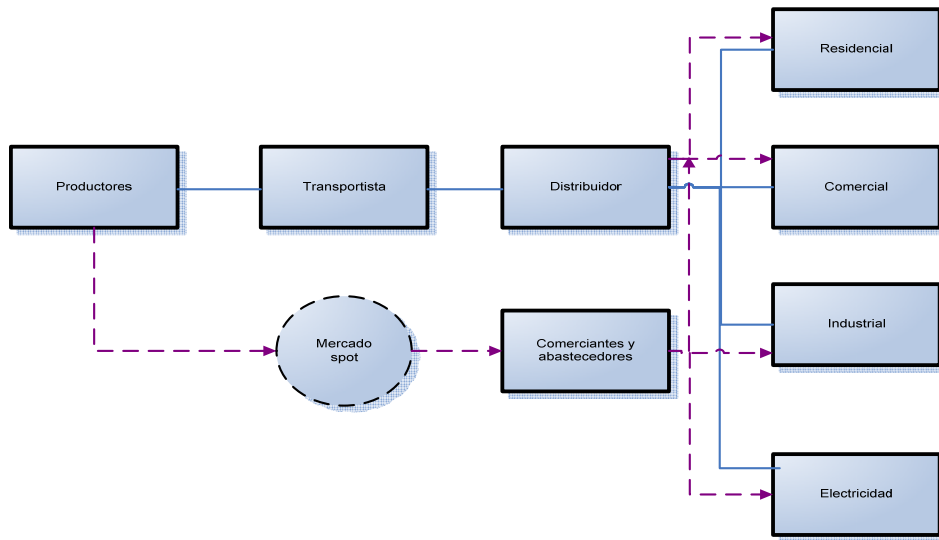 Residencial
Productores
Transportista
Distribuidor
Comercial
Mercado
spot
Comerciantes y
abastecedores
Industrial
Electricidad